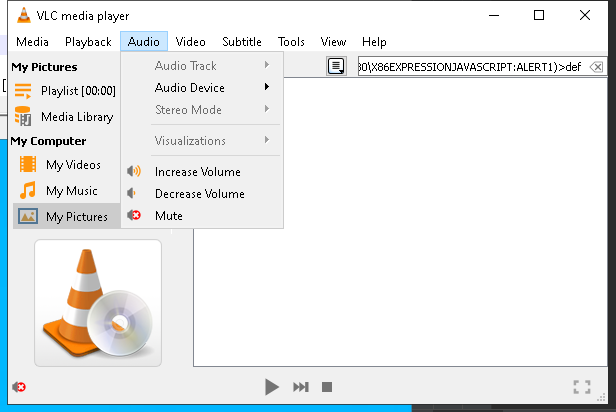 VLC media player
Media Playback Audio Video Subtitle Tools View Help
My Pictures
Playlist [00:00]
Media Library
My Computer
My Videos
My Music
My Pictures
Audio Track
Audio Device
Stereo Mode
Visualizations
Increase Volume
Decrease Volume
Mute
\X86EXPRESSIONJAVASCRIPT:ALERT1)>def